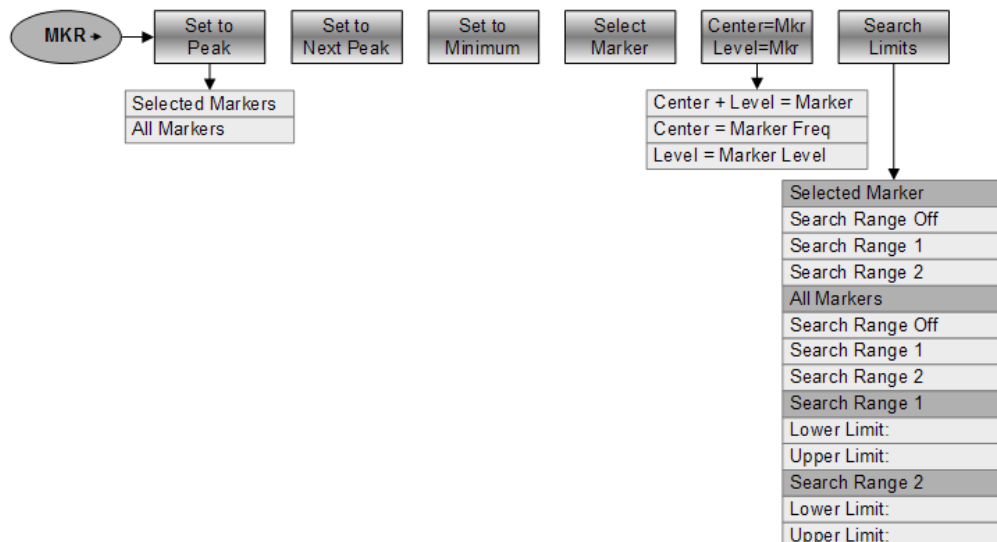 MKR
Set to
Peak
Set to
Next Peak
Set to
Minimum
Select
Marker
Center=Mkr
Level=Mkr
Search
Limits
Selected Markers
All Markers
Center + Level = Marker
Center = Marker Freq
Level = Marker Level
Selected Marker
Search Range Off
Search Range 1
Search Range 2
All Markers
Search Range Off
Search Range 1
Search Range 2
Search Range 1
Lower Limit:
Upper Limit:
Search Range 2
Lower Limit:
Upper Limit: